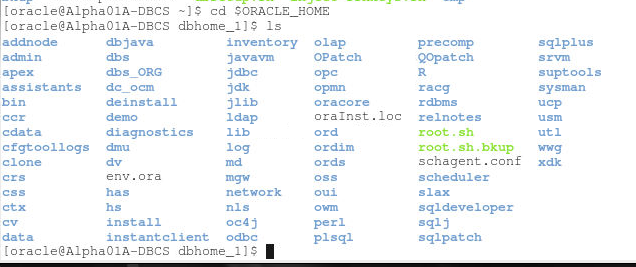 [oracle@Alpha01A-DBCS ~]$ cd $ORACLE_HOME
[oracle@Alpha01A-DBCS dbhome_1]$ ls
addnode dbjava inventory olap precomp sqlplus
admin dbs javavm OPatch QOpatch srvm
apex dbs_ORG jdbc opc R suptools
assistants dc_ocm jdk opmn racg sysman
bin deinstall jlib oracore rdbms ucp
ccr demo ldap oraInst.loc relnotes usm
cdata diagnostics lib ord root.sh utl
cfgtoollogs dmu log ordim root.sh.bkup wwg
clone dv md ords schagent.conf xdk
crs env.ora mgw oss scheduler
css has network oui slax
ctx hs nls owm sqldeveloper
cv install oc4j perl sqlj
data instantclient odbc plsql sqlpatch
[oracle@Alpha01A-DBCS dbhome_1]$